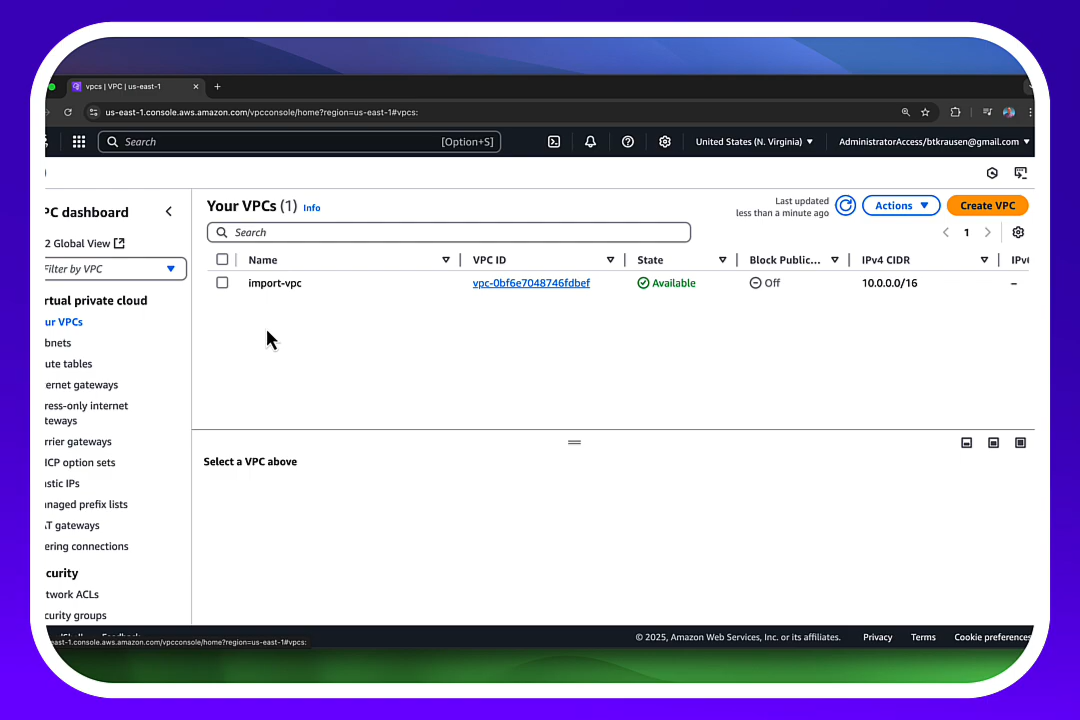 vpcs | VPC | us-east-1
us-east-1.console.aws.amazon.com/vpcconsole/home?region=us-east-1#vpcs:
Search [Option+S] United States (N. Virginia) AdministratorAccess/btkrausen@gmail.com
PC dashboard
2 Global View
Filter by VPC
rtual private cloud
ur VPCs
bnets
ute tables
ernet gateways
ress-only internet
teways
rrier gateways
ICP option sets
astic IPs
anaged prefix lists
AT gateways
ering connections
curity
twork ACLs
curity groups
Your VPCs (1) Info
Last updated
less than a minute ago
Actions
Create VPC
Search
1
Name VPC ID State Block Public... IPv4 CIDR IPv
import-vpc vpc-0bf6e7048746fdbef Available Off 10.0.0.0/16 –
Select a VPC above
east-1.console.aws.amazon.com/vpcconsole/home?region=us-east-1#vpcs:
© 2025, Amazon Web Services, Inc. or its affiliates. Privacy Terms Cookie preferences